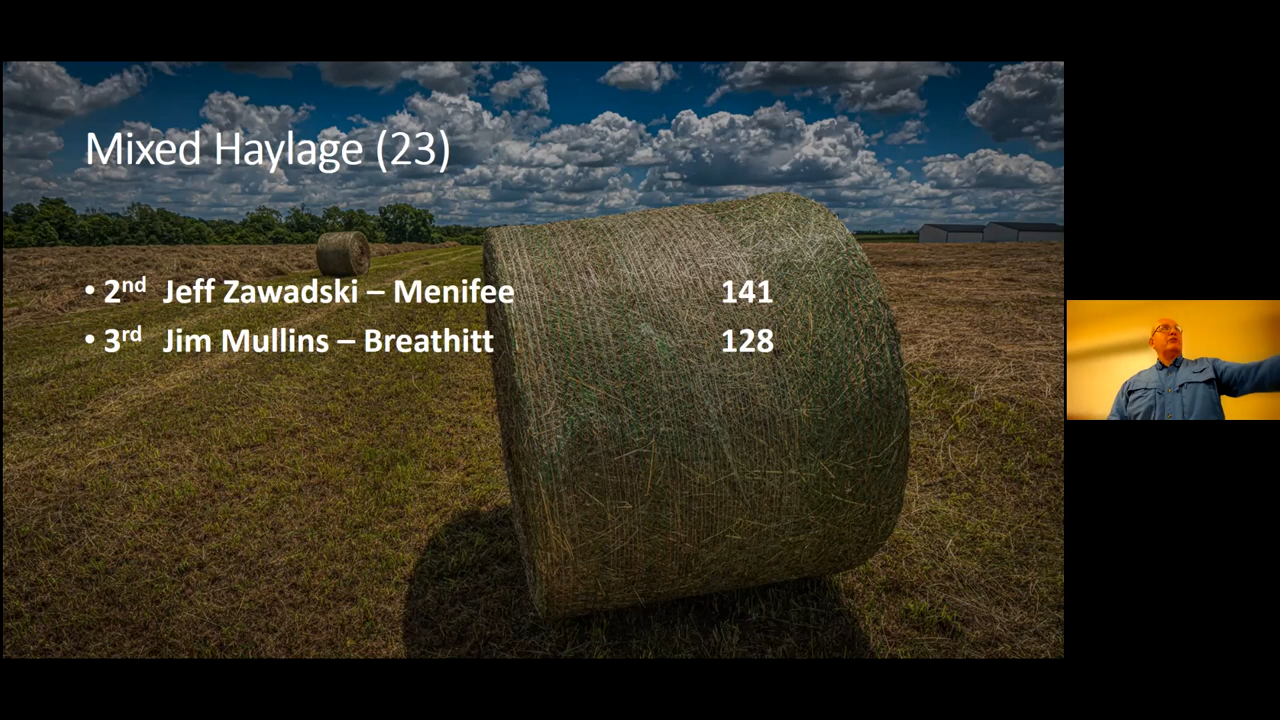 Mixed Haylage (23)
• 2nd Jeff Zawadski – Menifee 141
• 3rd Jim Mullins – Breathitt 128